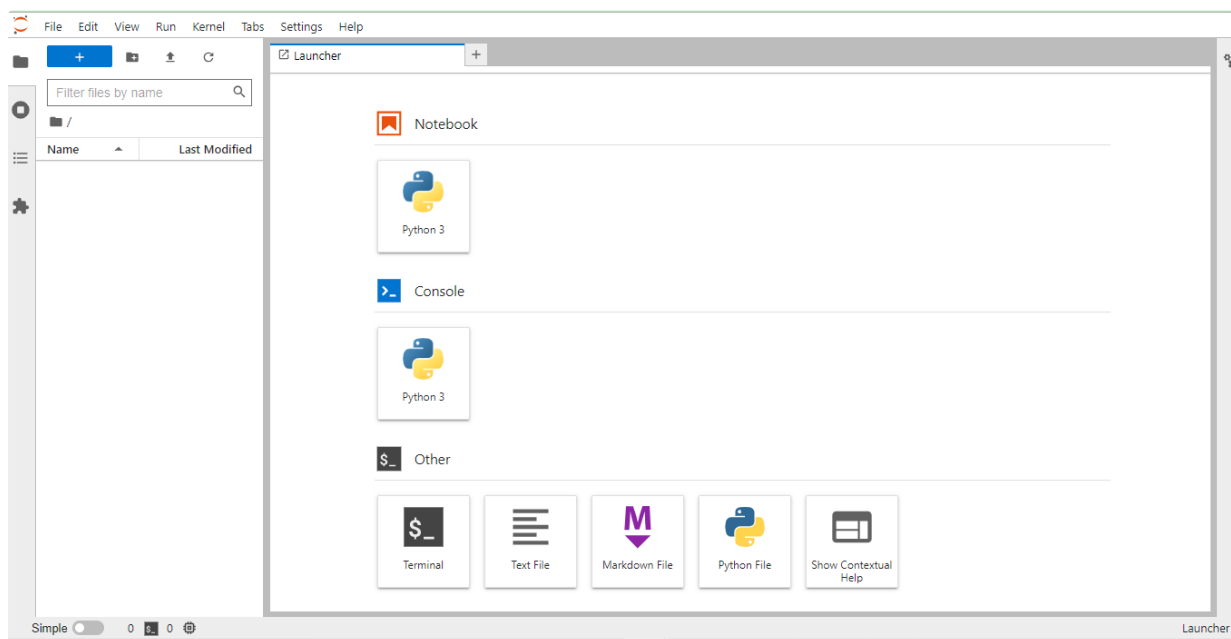 File Edit View Run Kernel Tabs Settings Help
+
Launcher
+
Filter files by name
/
Name Last Modified
Notebook
Python 3
Console
Python 3
$_ Other
$_
M
Terminal Text File Markdown File Python File Show Contextual
Help
Simple 0 $_ 0 Launcher